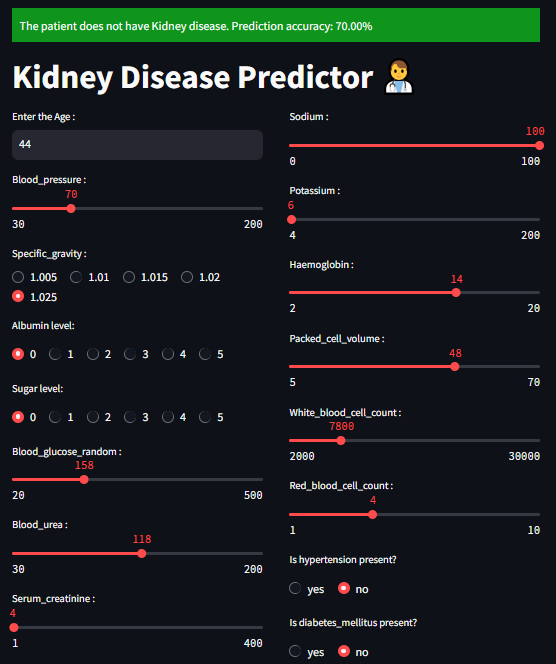 The patient does not have Kidney disease. Prediction accuracy: 70.00%
Kidney Disease Predictor
Enter the Age :
44
Blood_pressure :
70
30 200
Specific_gravity :
1.005 1.01 1.015 1.02
1.025
Albumin level:
0 1 2 3 4 5
Sugar level:
0 1 2 3 4 5
Blood_glucose_random :
158
20 500
Blood_urea :
118
30 200
Serum_creatinine :
4
1 400
Sodium :
100
0 100
Potassium :
6
4 200
Haemoglobin :
14
2 20
Packed_cell_volume :
48
5 70
White_blood_cell_count :
7800
2000 30000
Red_blood_cell_count :
4
1 10
Is hypertension present?
yes no
Is diabetes_mellitus present?
yes no